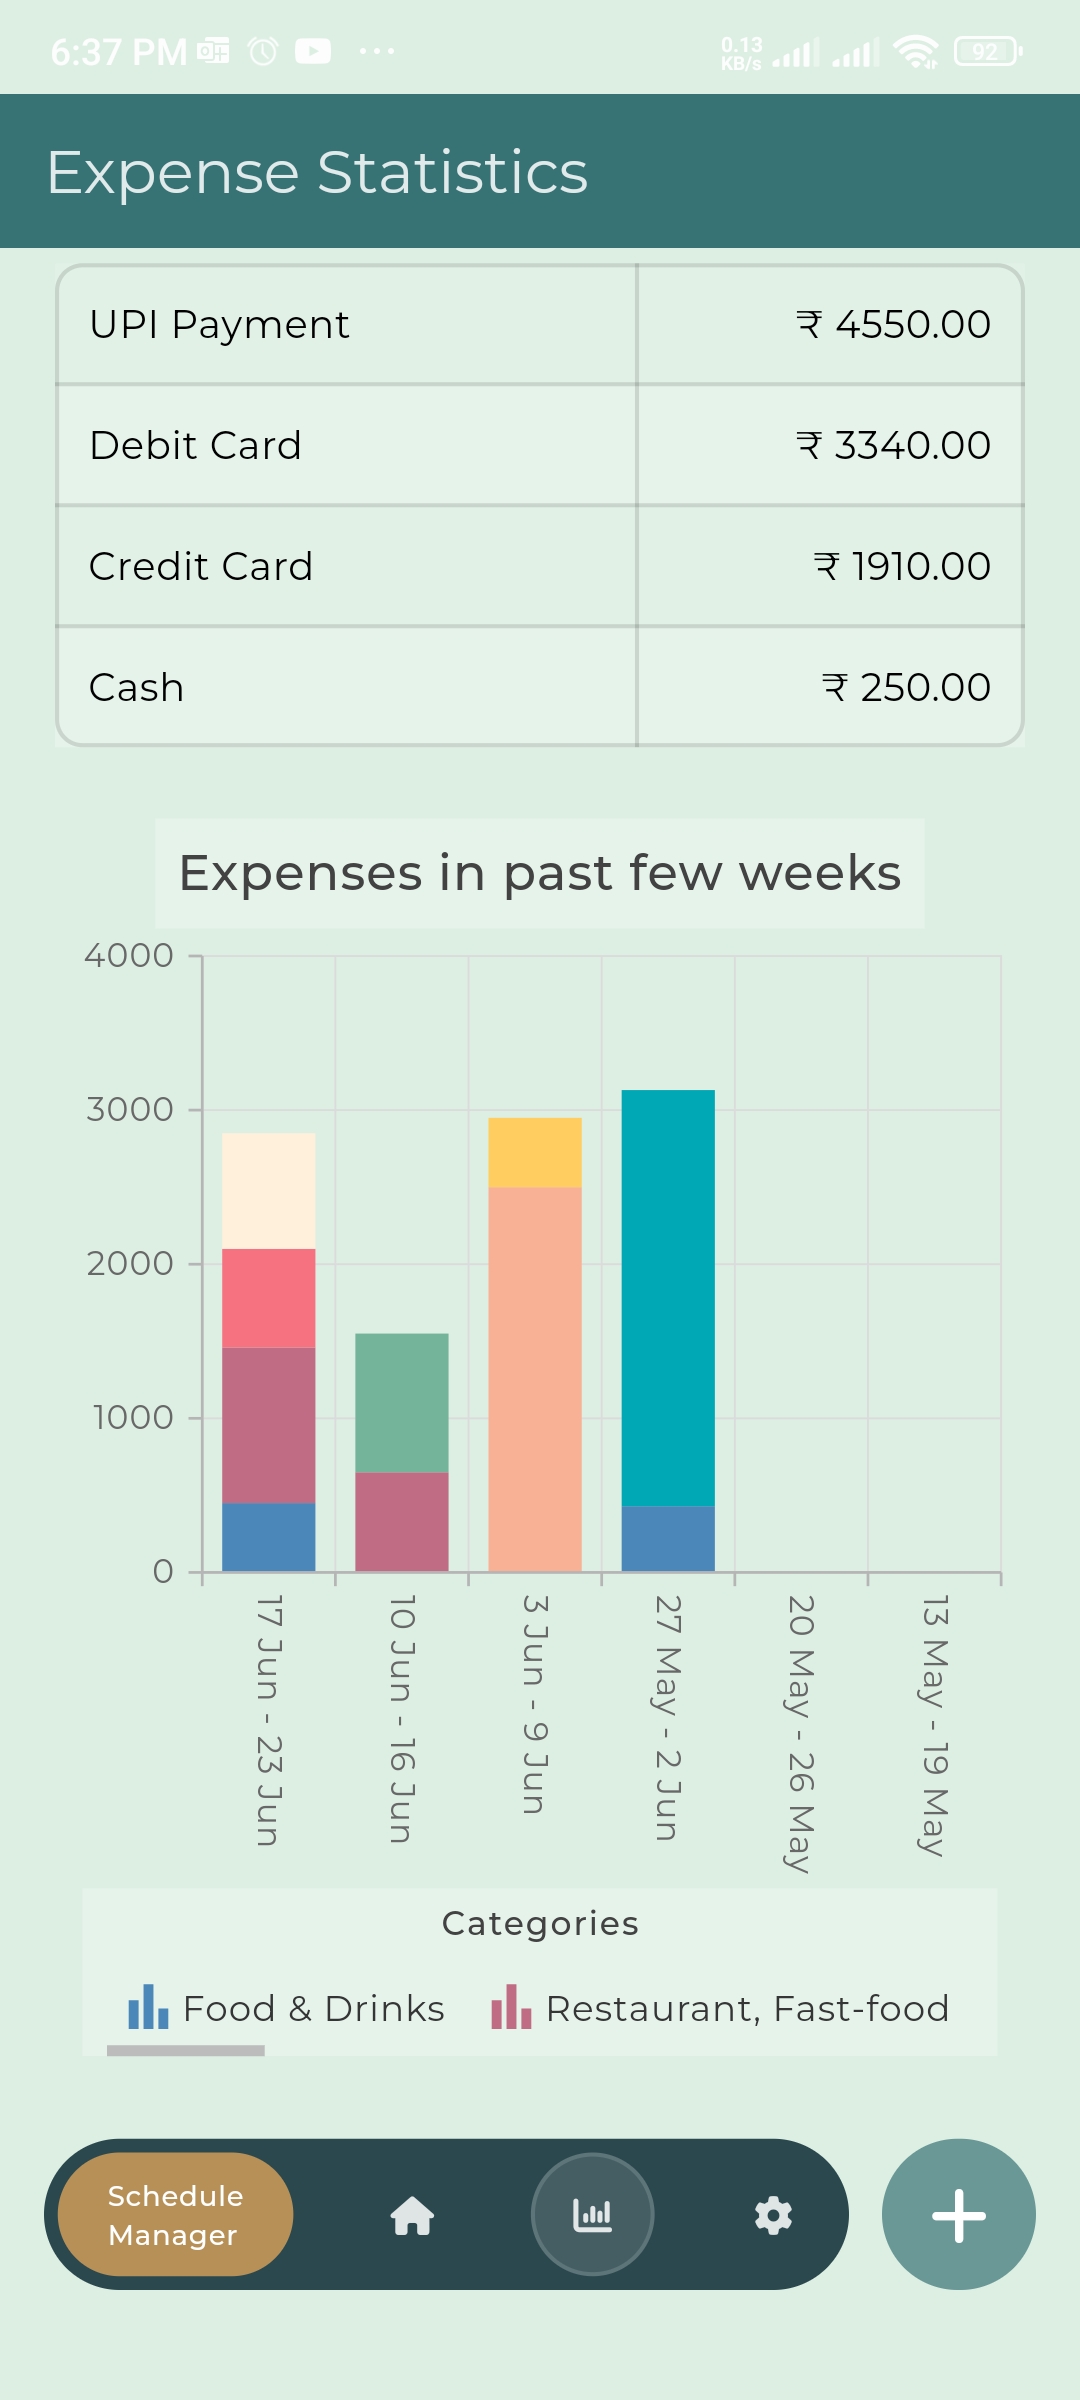 6:37 PM
0.13
KB/s
92
Expense Statistics
UPI Payment ₹ 4550.00
Debit Card ₹ 3340.00
Credit Card ₹ 1910.00
Cash ₹ 250.00
Expenses in past few weeks
4000
3000
2000
1000
0
17 Jun - 23 Jun
10 Jun - 16 Jun
3 Jun - 9 Jun
27 May - 2 Jun
20 May - 26 May
13 May - 19 May
Categories
Food & Drinks Restaurant, Fast-food
Schedule
Manager